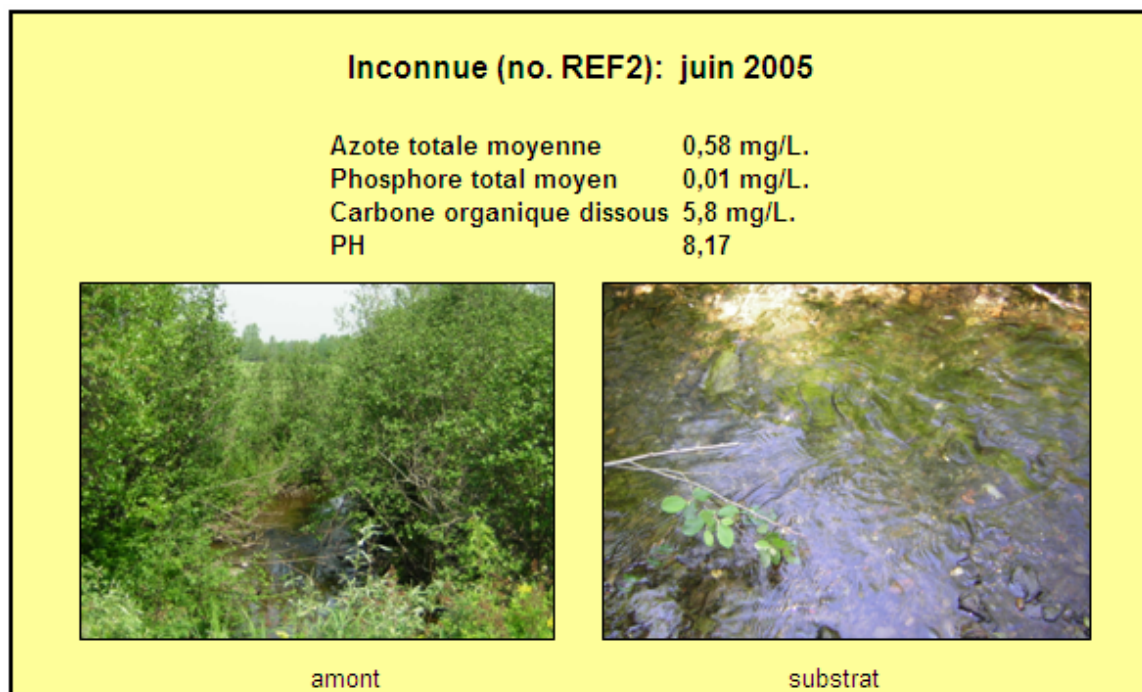 Inconnue (no. REF2): juin 2005
Azote totale moyenne 0,58 mg/L.
Phosphore total moyen 0,01 mg/L.
Carbone organique dissous 5,8 mg/L.
PH 8,17
amont substrat